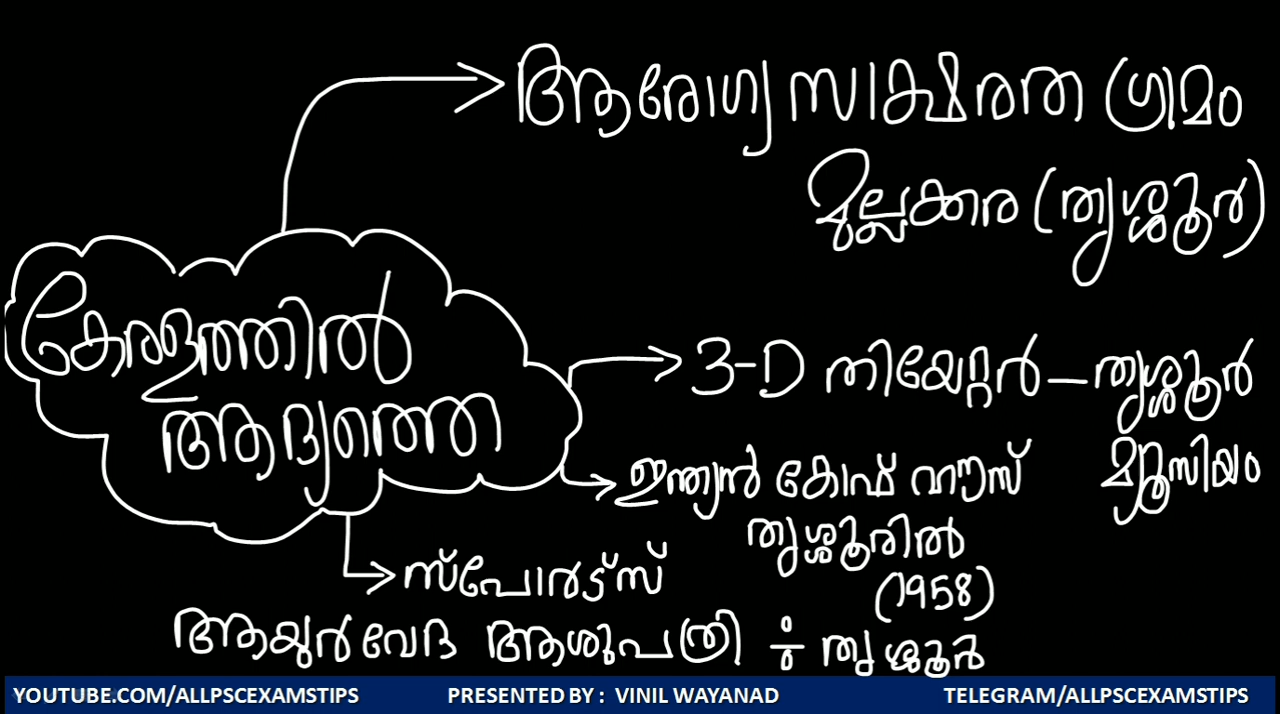 ആരോഗ്യ സാക്ഷരത ഗ്രാമം
മുല്ലക്കര (തൃശ്ശൂർ)
കേരളത്തിൽ
ആദ്യത്തെ
3-D തിയേറ്റർ – തൃശ്ശൂർ
മ്യൂസിയം
ഇന്ത്യൻ കോഫി ഹൗസ്
തൃശ്ശൂരിൽ
(1958)
സ്പോർട്ട്സ്
ആയുർവേദ ആശുപത്രി ÷ തൃശ്ശൂർ
YOUTUBE.COM/ALLPSCEXAMSTIPS PRESENTED BY : VINIL WAYANAD TELEGRAM/ALLPSCEXAMSTIPS